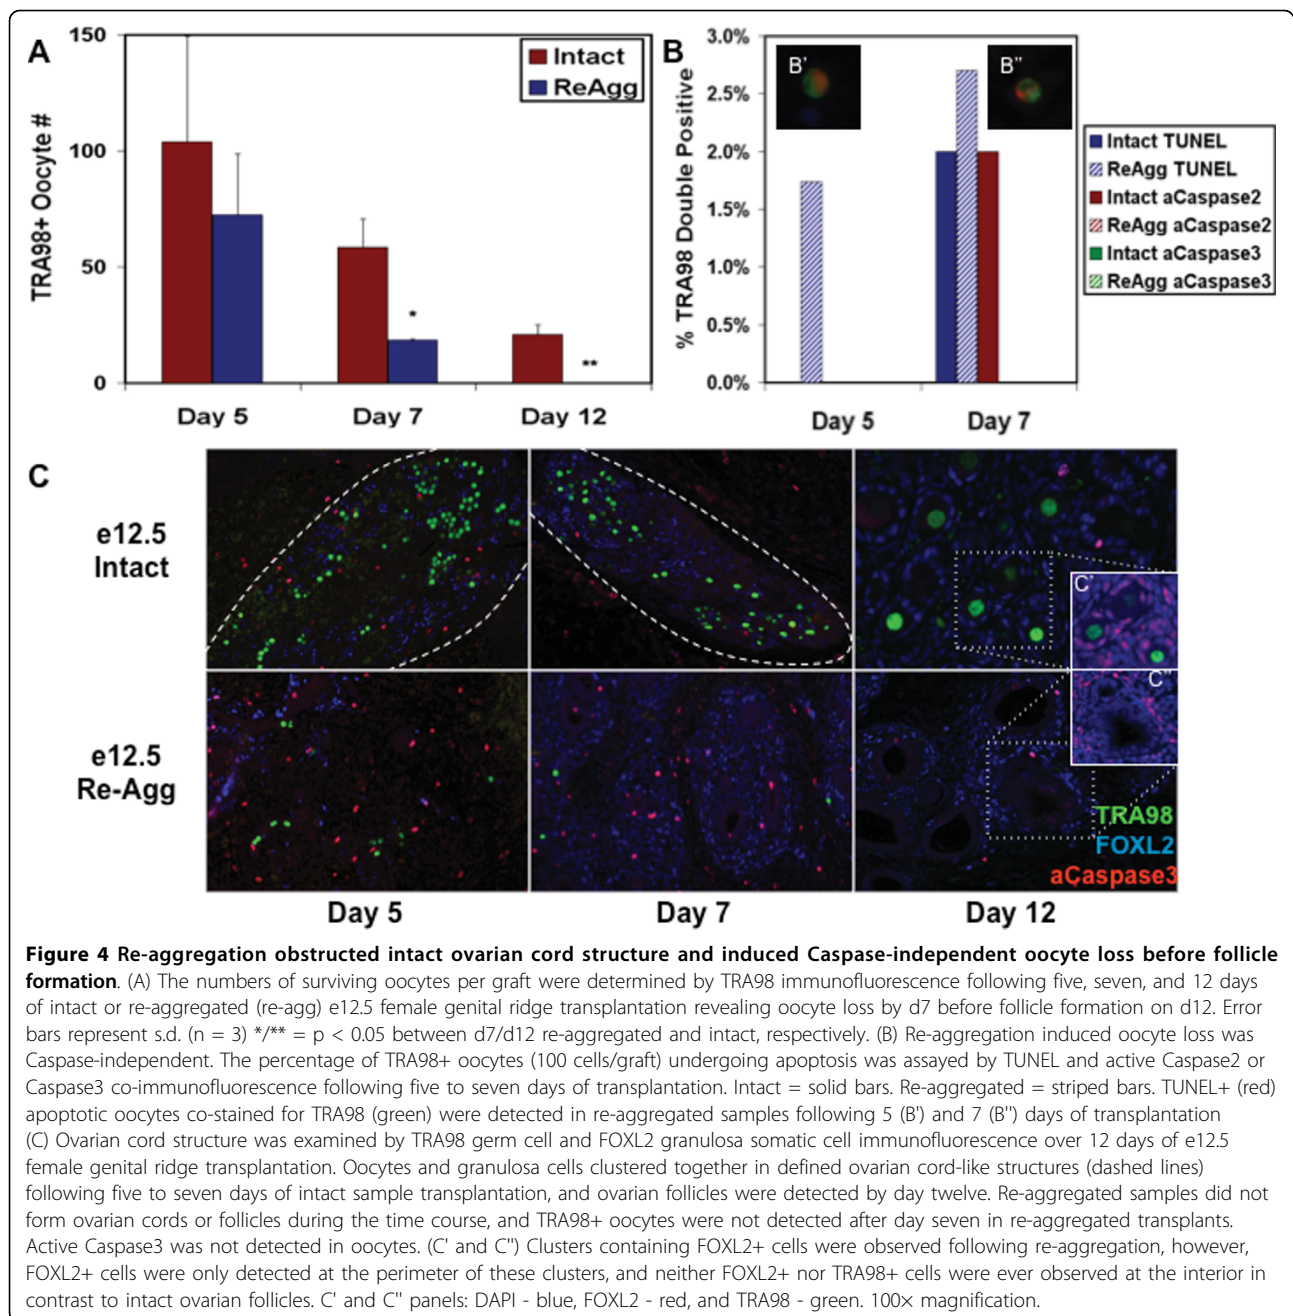 A
150
100
50
0
TRA98+ Oocyte #
Intact
ReAgg
*
**
Day 5
Day 7
Day 12
B
3.0%
2.5%
2.0%
1.5%
1.0%
0.5%
0.0%
% TRA98 Double Positive
B'
B"
Intact TUNEL
ReAgg TUNEL
Intact aCaspase2
ReAgg aCaspase2
Intact aCaspase3
ReAgg aCaspase3
Day 5
Day 7
C
e12.5
Intact
C'
e12.5
Re-Agg
C"
TRA98
FOXL2
aCaspase3
Day 5
Day 7
Day 12
Figure 4 Re-aggregation obstructed intact ovarian cord structure and induced Caspase-independent oocyte loss before follicle
formation. (A) The numbers of surviving oocytes per graft were determined by TRA98 immunofluorescence following five, seven, and 12 days
of intact or re-aggregated (re-agg) e12.5 female genital ridge transplantation revealing oocyte loss by d7 before follicle formation on d12. Error
bars represent s.d. (n = 3) */** = p < 0.05 between d7/d12 re-aggregated and intact, respectively. (B) Re-aggregation induced oocyte loss was
Caspase-independent. The percentage of TRA98+ oocytes (100 cells/graft) undergoing apoptosis was assayed by TUNEL and active Caspase2 or
Caspase3 co-immunofluorescence following five to seven days of transplantation. Intact = solid bars. Re-aggregated = striped bars. TUNEL+ (red)
apoptotic oocytes co-stained for TRA98 (green) were detected in re-aggregated samples following 5 (B') and 7 (B") days of transplantation
(C) Ovarian cord structure was examined by TRA98 germ cell and FOXL2 granulosa somatic cell immunofluorescence over 12 days of e12.5
female genital ridge transplantation. Oocytes and granulosa cells clustered together in defined ovarian cord-like structures (dashed lines)
following five to seven days of intact sample transplantation, and ovarian follicles were detected by day twelve. Re-aggregated samples did not
form ovarian cords or follicles during the time course, and TRA98+ oocytes were not detected after day seven in re-aggregated transplants.
Active Caspase3 was not detected in oocytes. (C' and C") Clusters containing FOXL2+ cells were observed following re-aggregation, however,
FOXL2+ cells were only detected at the perimeter of these clusters, and neither FOXL2+ nor TRA98+ cells were ever observed at the interior in
contrast to intact ovarian follicles. C' and C" panels: DAPI - blue, FOXL2 - red, and TRA98 - green. 100× magnification.